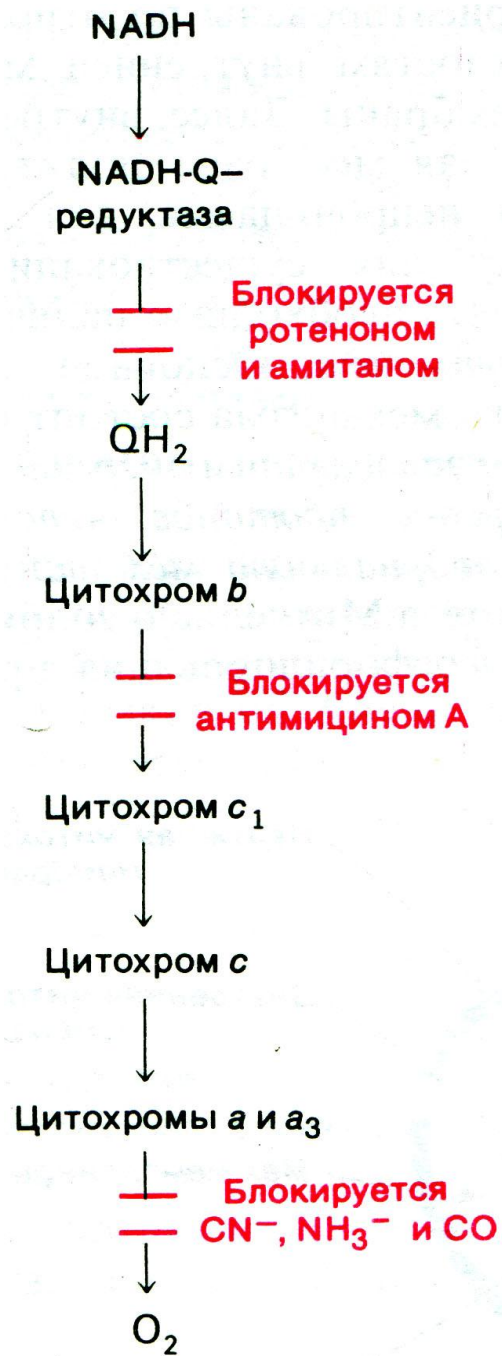 NADH
NADH-Q–
редуктаза
Блокируется
ротеноном
и амиталом
QH₂
Цитохром b
Блокируется
антимицином А
Цитохром c₁
Цитохром c
Цитохромы a и a₃
Блокируется
CN⁻, NH₃⁻ и CO
O₂